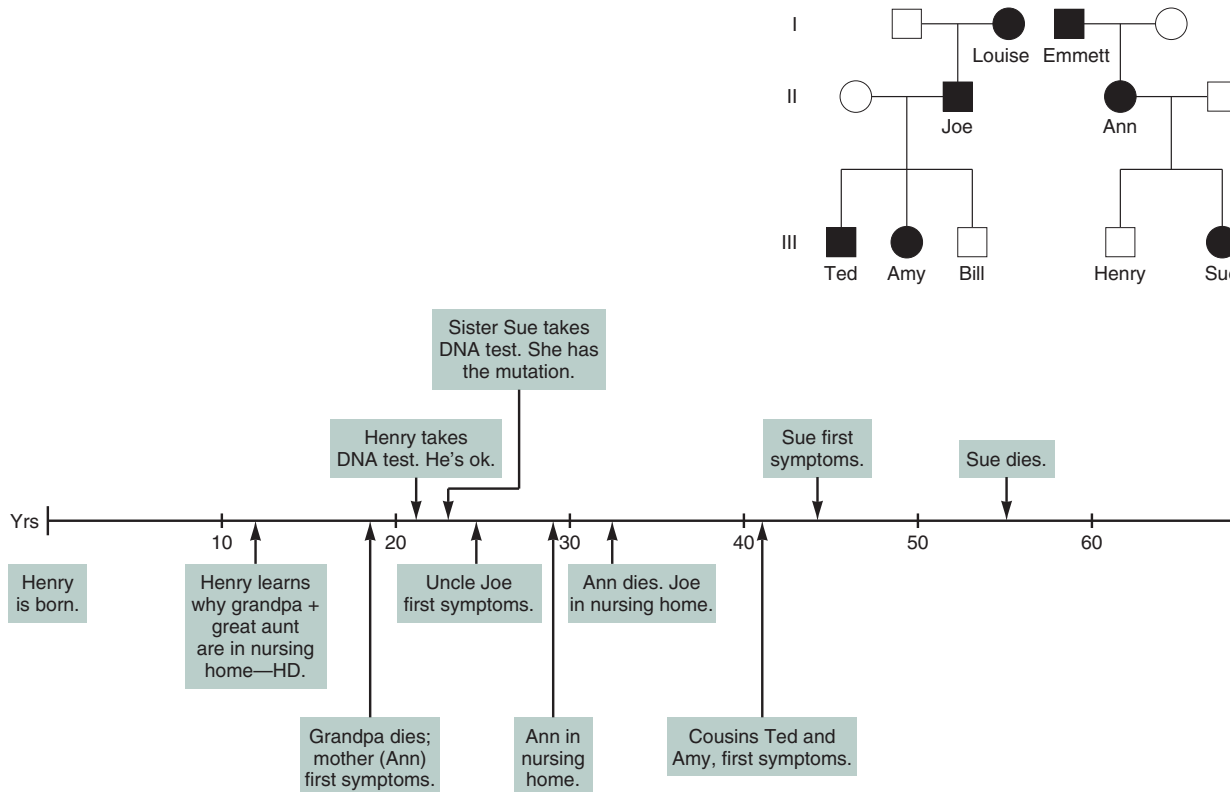 I
Louise Emmett
II
Joe Ann
III
Ted Amy Bill Henry Sue
Sister Sue takes
DNA test. She has
the mutation.
Henry takes
DNA test. He's ok.
Sue first
symptoms.
Sue dies.
Yrs
10 20 30 40 50 60
Henry
is born.
Henry learns
why grandpa +
great aunt
are in nursing
home—HD.
Uncle Joe
first symptoms.
Ann dies. Joe
in nursing home.
Grandpa dies;
mother (Ann)
first symptoms.
Ann in
nursing
home.
Cousins Ted and
Amy, first symptoms.